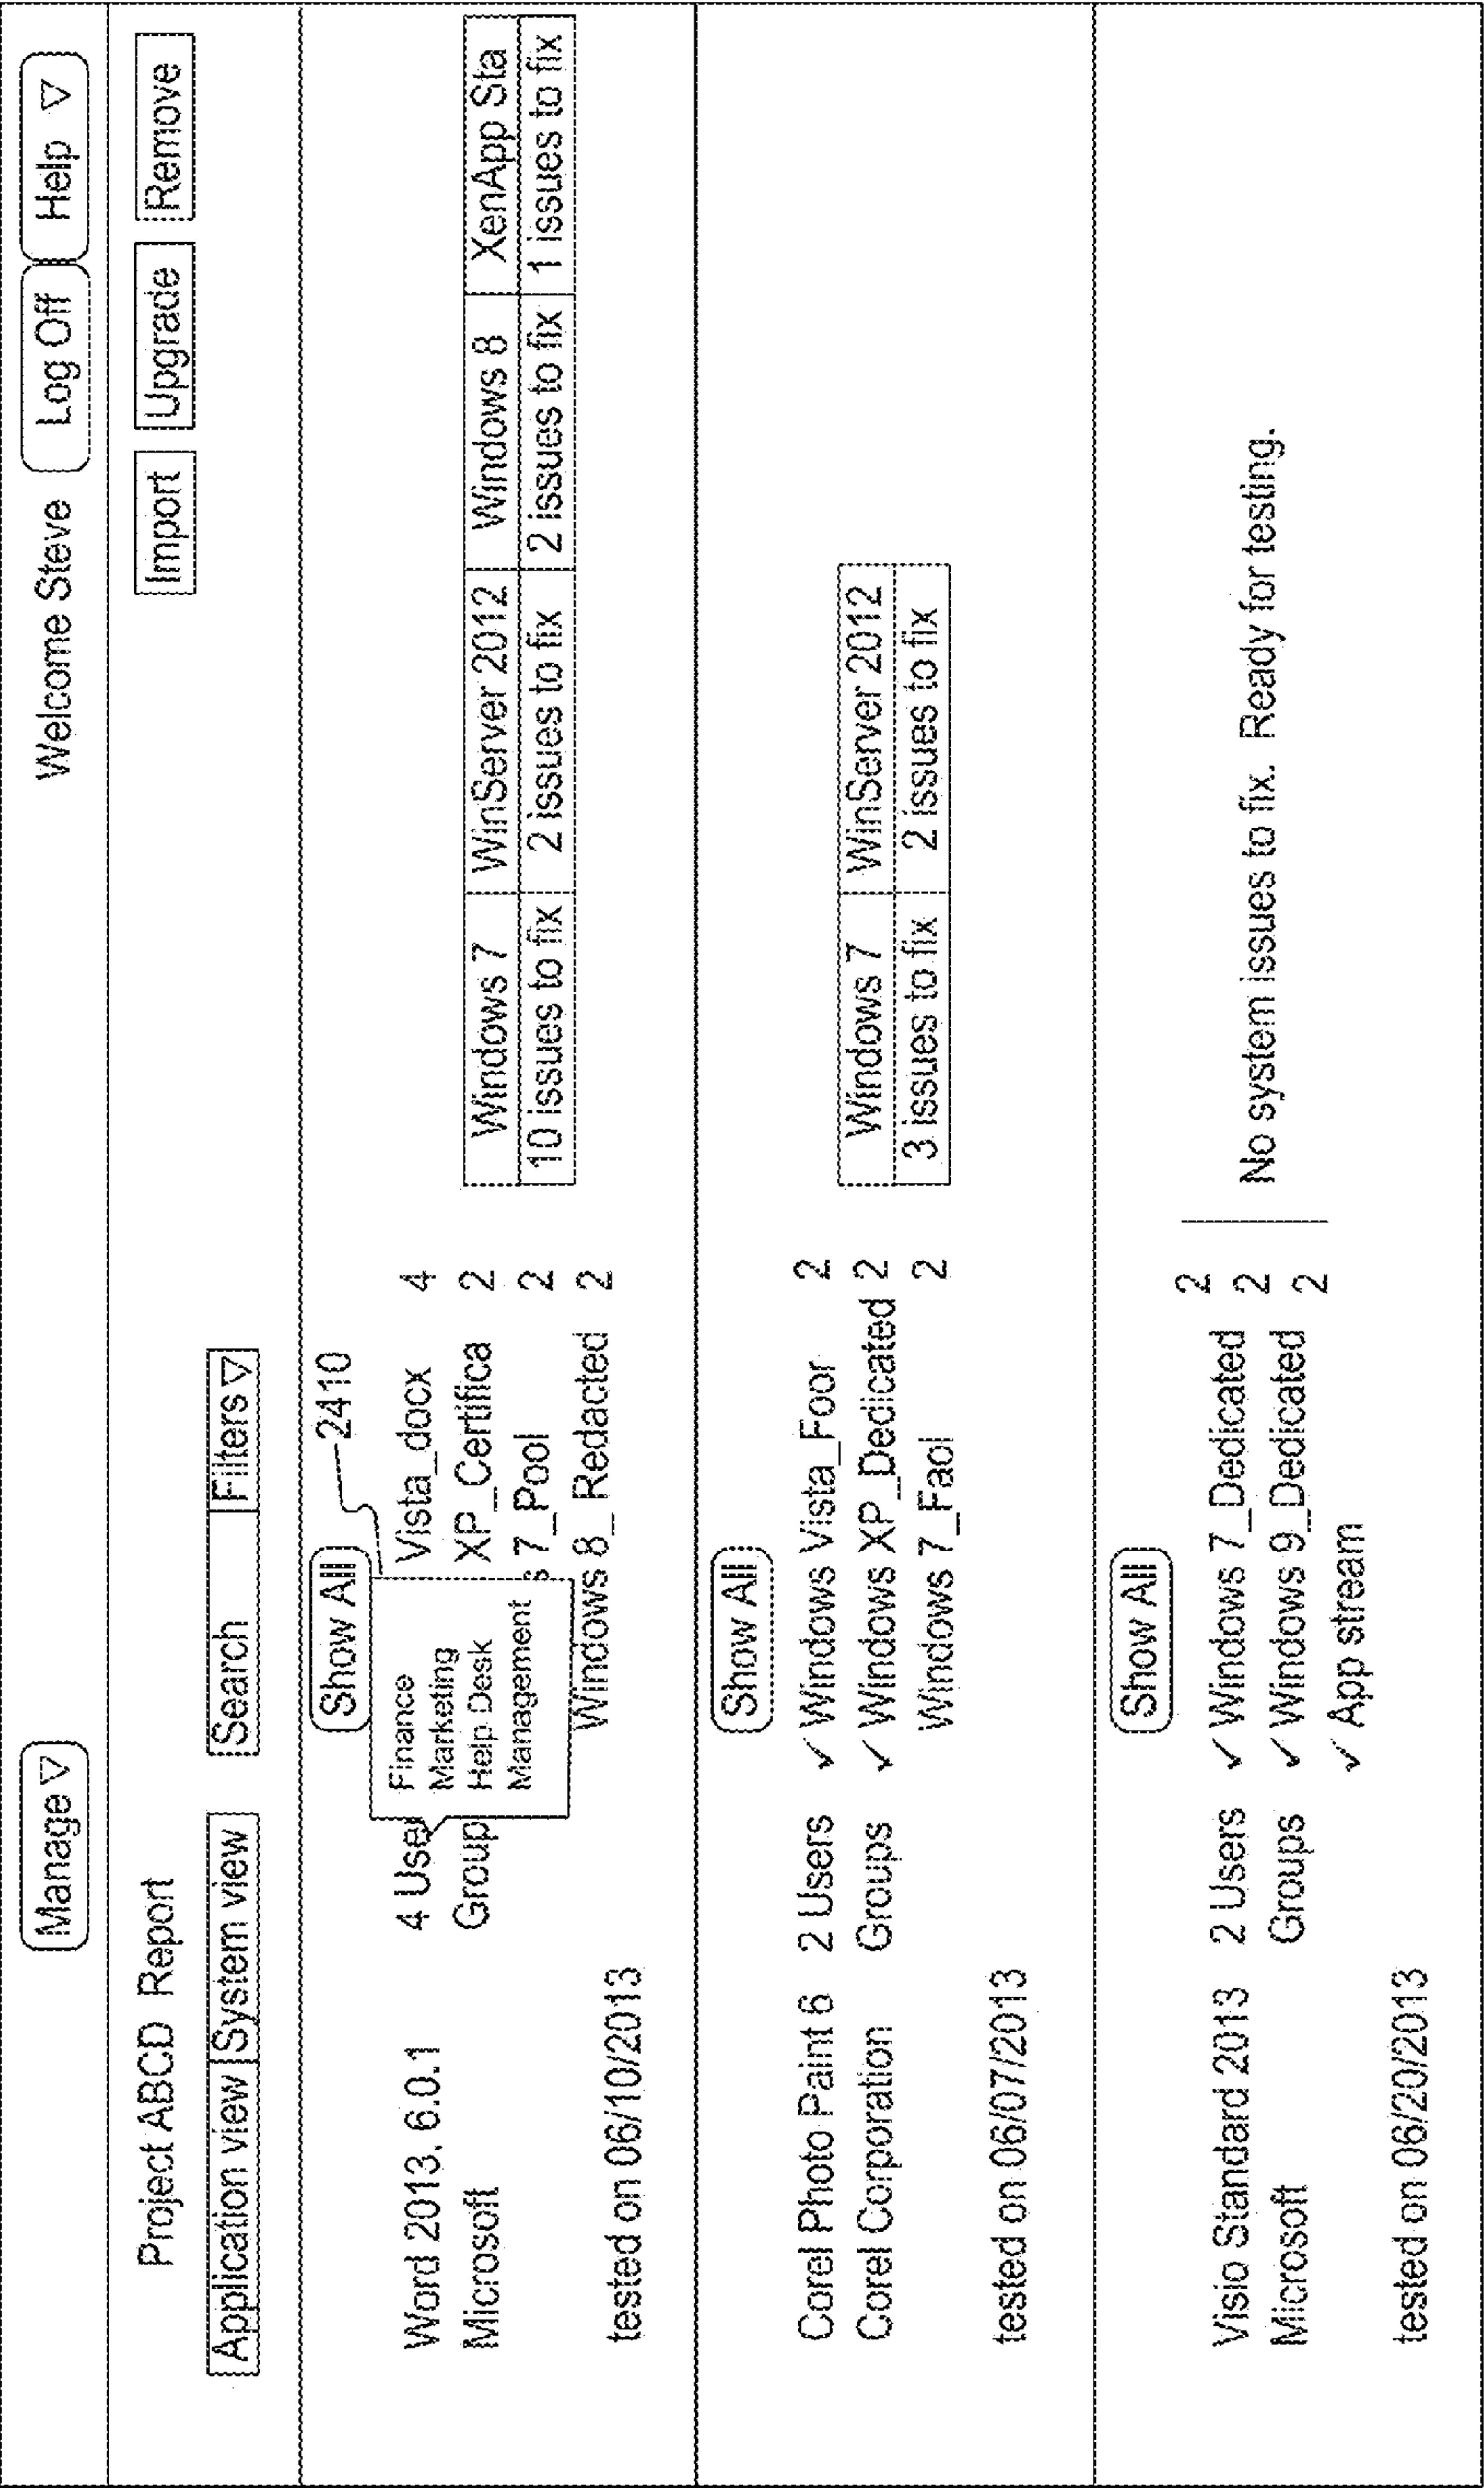 Manage ▽ Welcome Steve Log Off Help ▽
Project ABCD Report Import Upgrade Remove
Application view System view Search Filters ▽
Show All 2410
Word 2013. 6.0.1 4 User Finance Vista_docx 4
Microsoft Group Marketing XP_Certifica 2 Windows 7 WinServer 2012 Windows 8 XenApp Sta
Help Desk
Management s 7_Pool 2 10 issues to fix 2 issues to fix 2 issues to fix 1 issues to fix
Windows 8_Redacted 2
tested on 06/10/2013
Show All
Corel Photo Paint 6 2 Users ✓ Windows Vista_Foor 2
Corel Corporation Groups ✓ Windows XP_Dedicated 2 Windows 7 WinServer 2012
Windows 7_Faol 2 3 issues to fix 2 issues to fix
tested on 06/07/2013
Show All
Visio Standard 2013 2 Users ✓ Windows 7_Dedicated 2
Microsoft Groups ✓ Windows 9_Dedicated 2 No system issues to fix. Ready for testing.
✓ App stream 2
tested on 06/20/2013